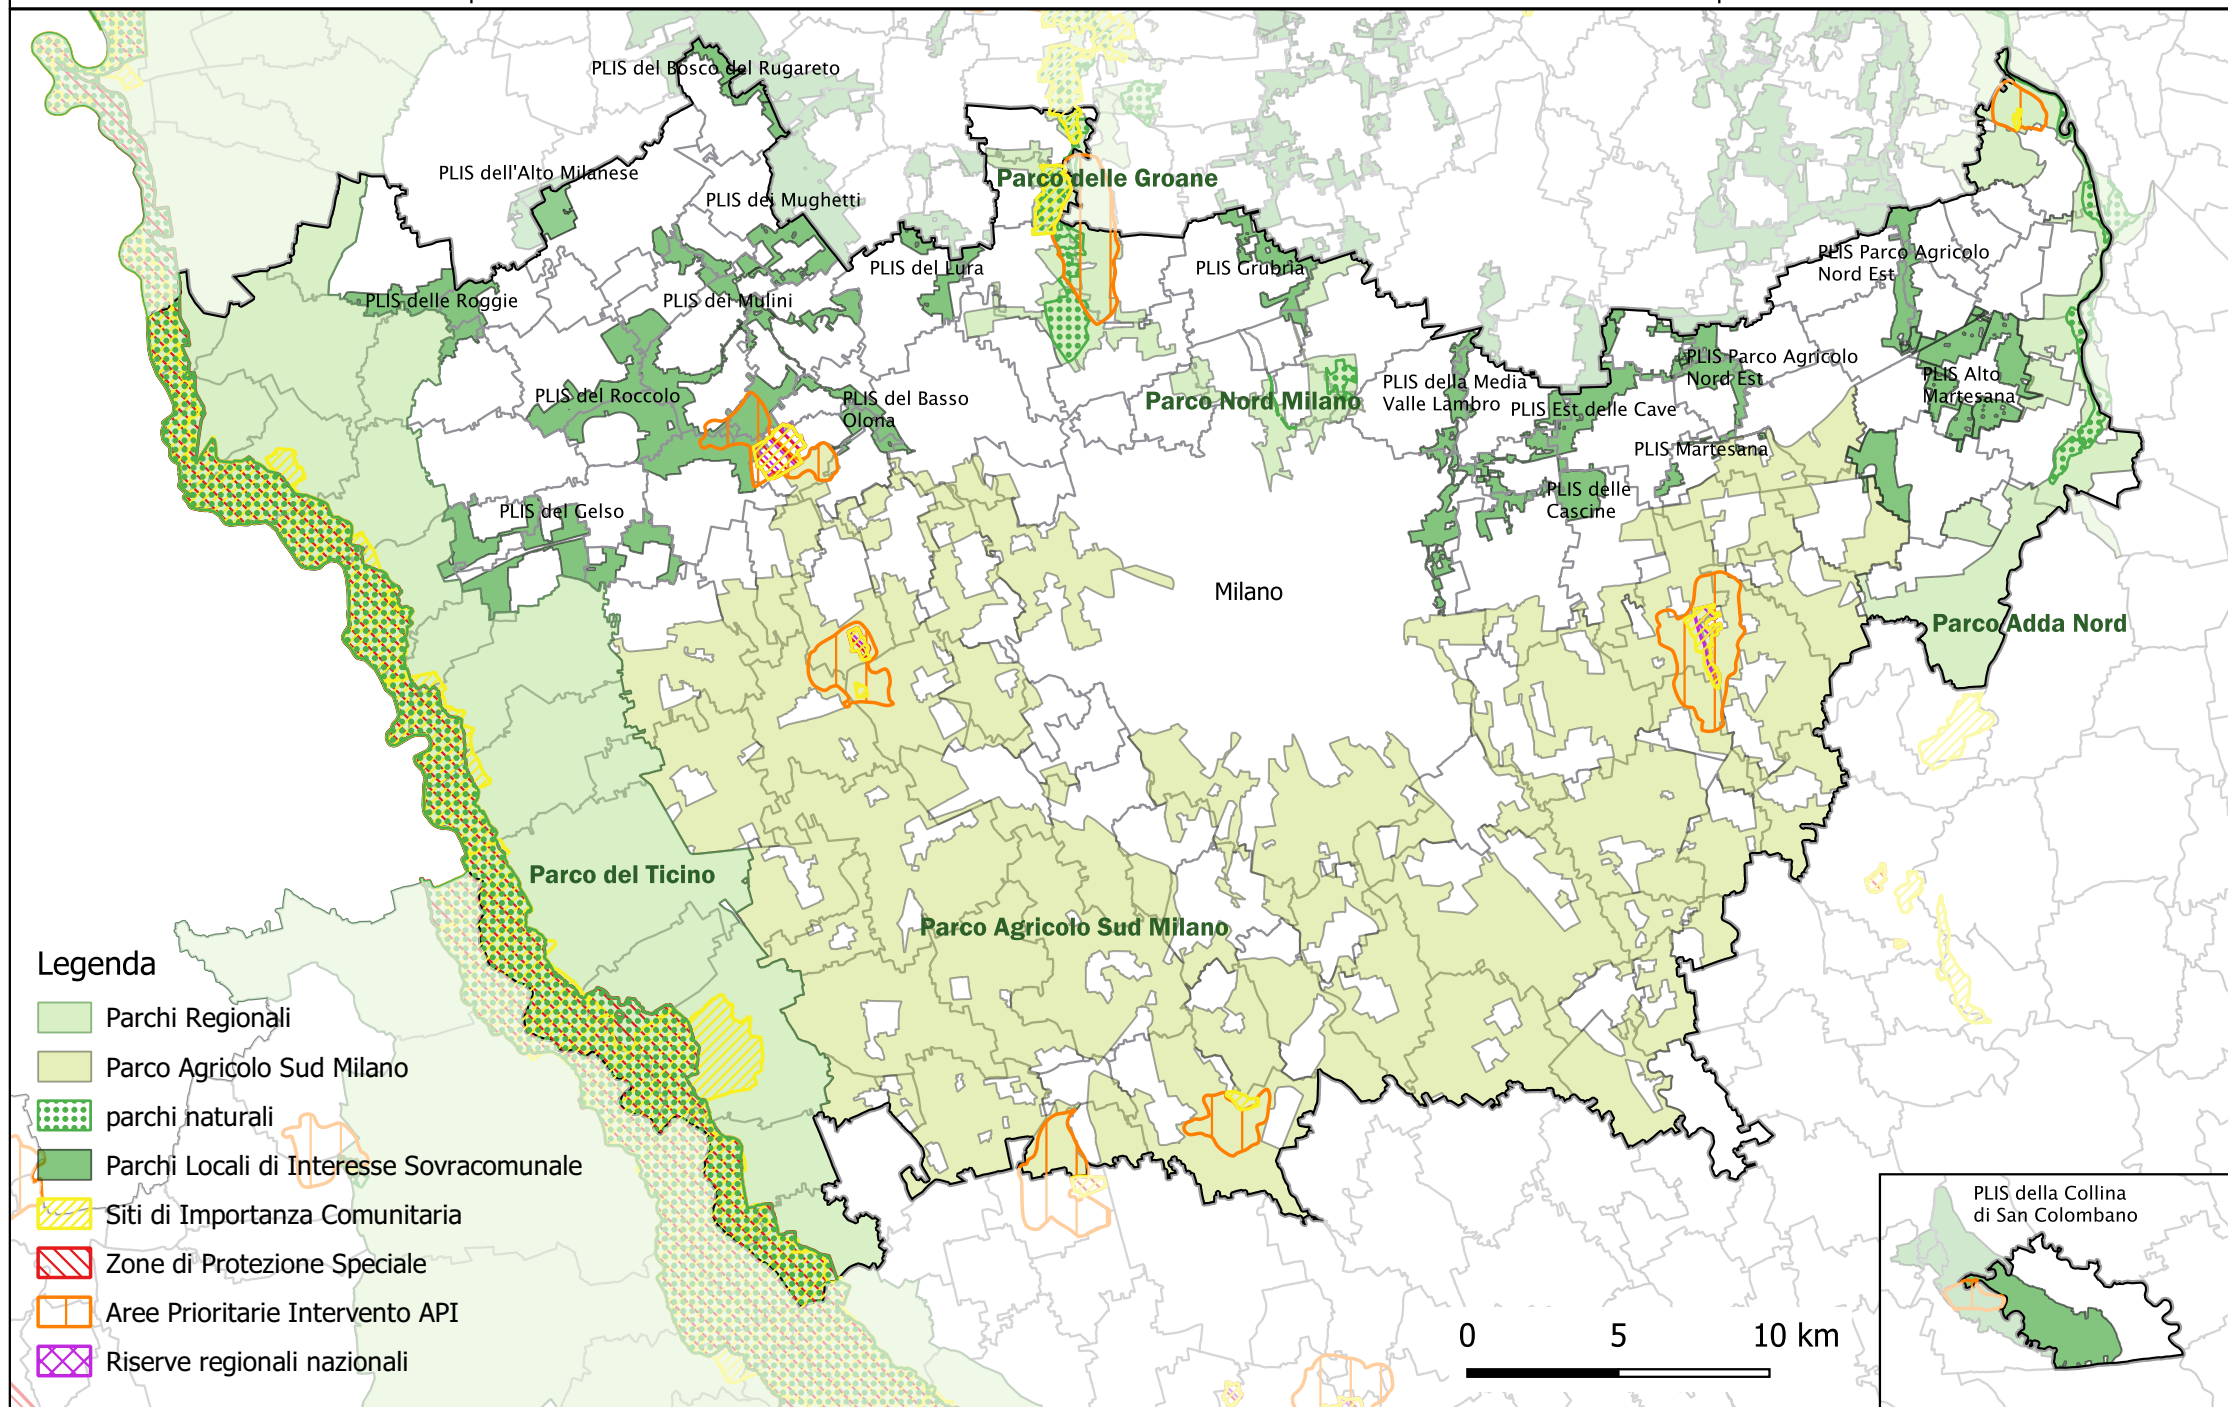 PLIS del Bosco del Rugareto
PLIS dell'Alto Milanese
Parco delle Groane
PLIS dei Mughetti
PLIS Parco Agricolo
Nord Est
PLIS del Lura
PLIS Grubria
PLIS delle Roggie
PLIS dei Mulini
PLIS Parco Agricolo
Nord Est
PLIS Alto
Martesana
PLIS della Media
Valle Lambro
PLIS del Roccolo
PLIS del Basso
Olona
Parco Nord Milano
PLIS Est delle Cave
PLIS Martesana
PLIS delle
Cascine
PLIS del Gelso
Milano
Parco Adda Nord
Parco del Ticino
Parco Agricolo Sud Milano
Legenda
Parchi Regionali
Parco Agricolo Sud Milano
parchi naturali
Parchi Locali di Interesse Sovracomunale
Siti di Importanza Comunitaria
Zone di Protezione Speciale
Aree Prioritarie Intervento API
Riserve regionali nazionali
PLIS della Collina
di San Colombano
0 5 10 km